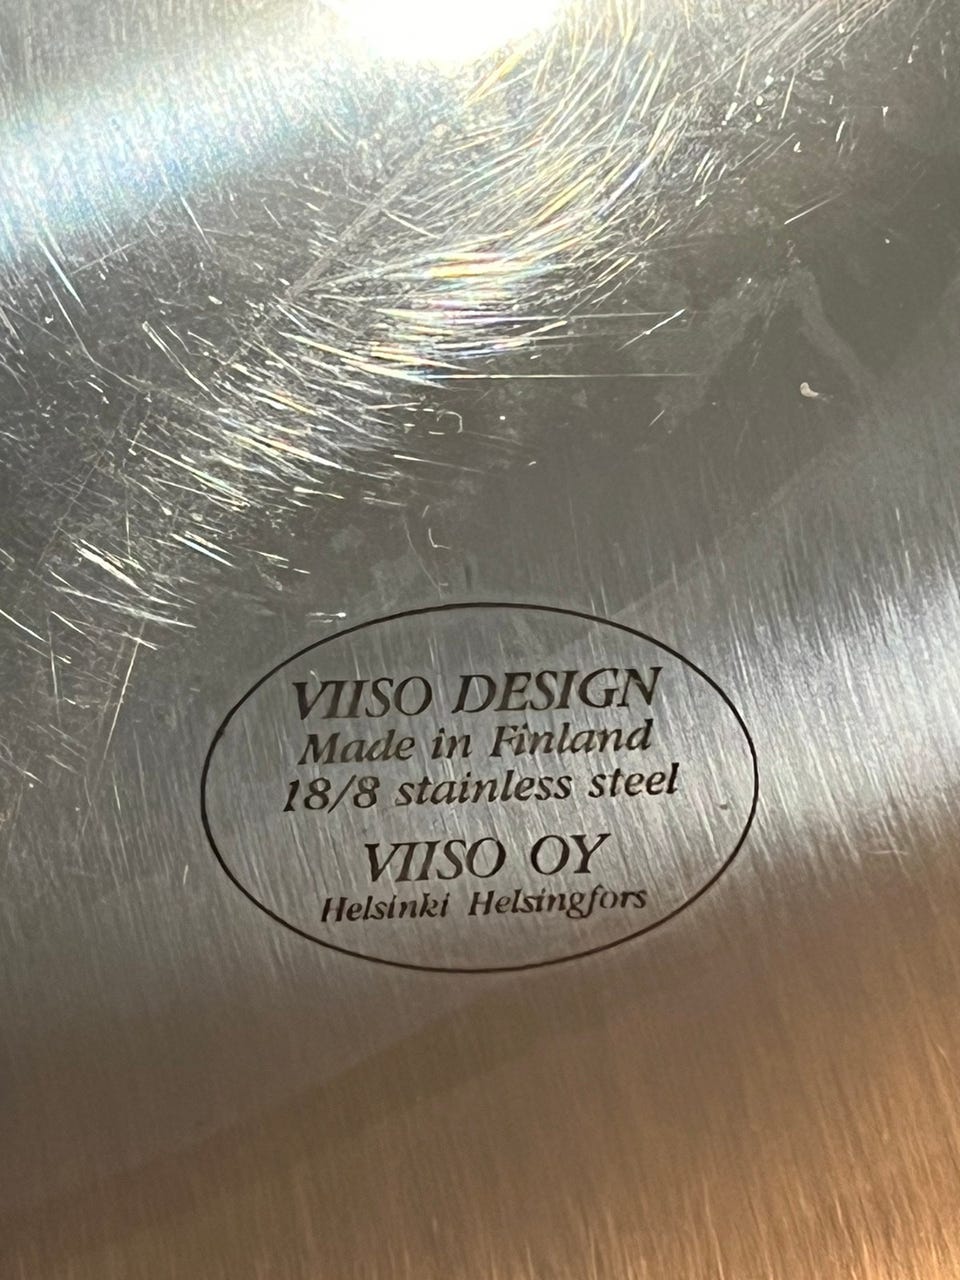 VIISO DESIGN
Made in Finland
18/8 stainless steel
VIISO OY
Helsinki Helsingfors